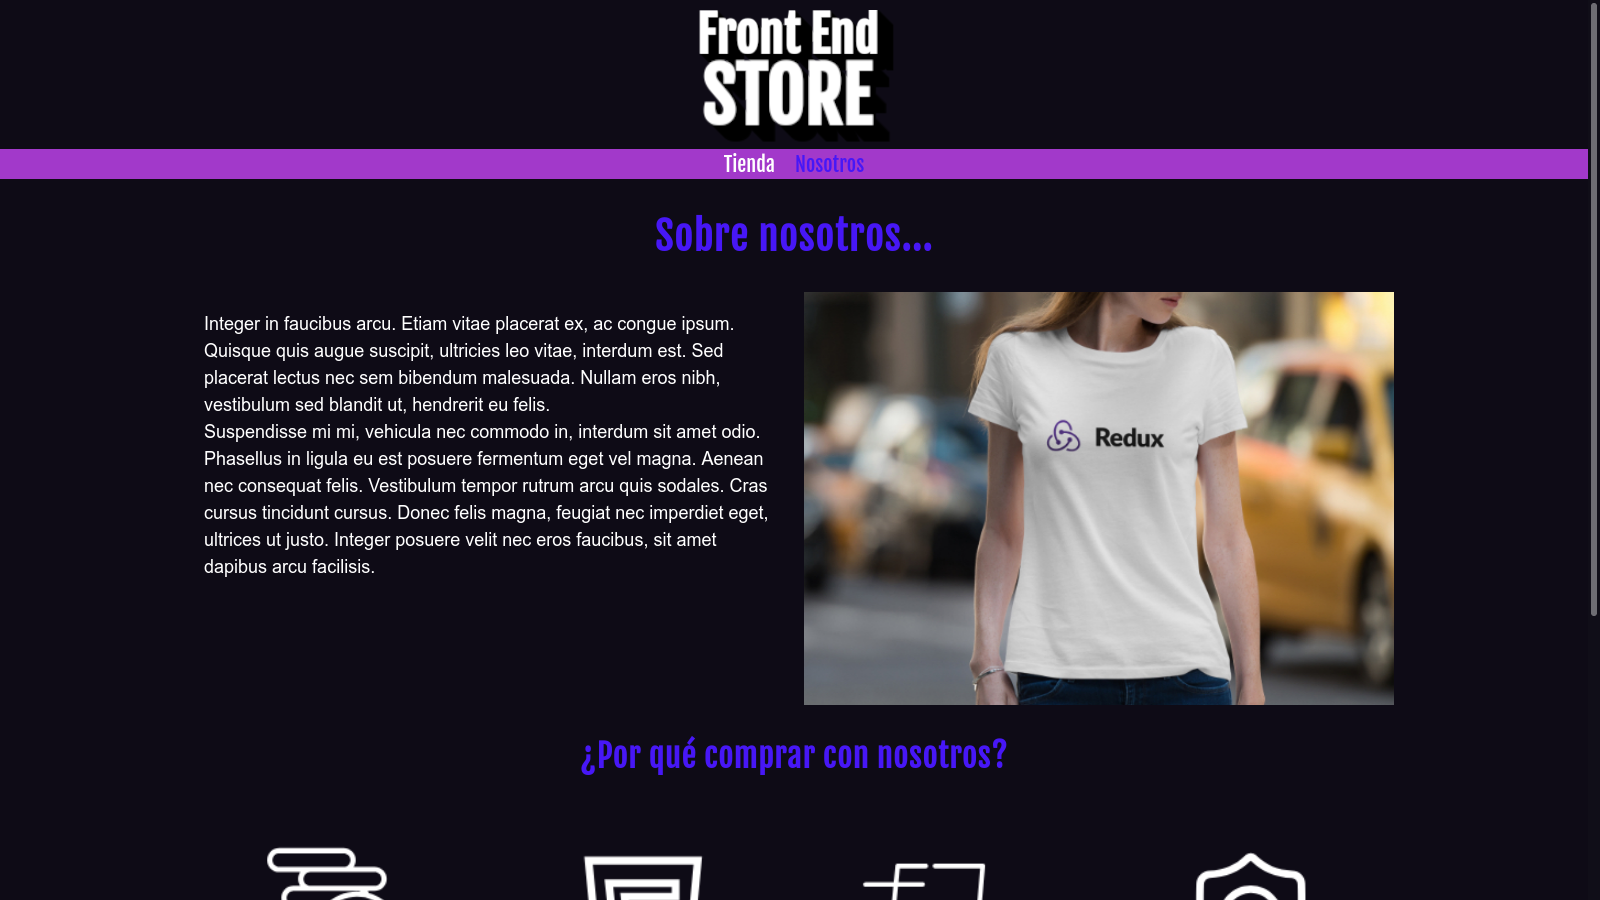 Front End
STORE
Tienda Nosotros
Sobre nosotros...
Integer in faucibus arcu. Etiam vitae placerat ex, ac congue ipsum.
Quisque quis augue suscipit, ultricies leo vitae, interdum est. Sed
placerat lectus nec sem bibendum malesuada. Nullam eros nibh,
vestibulum sed blandit ut, hendrerit eu felis.
Suspendisse mi mi, vehicula nec commodo in, interdum sit amet odio.
Phasellus in ligula eu est posuere fermentum eget vel magna. Aenean
nec consequat felis. Vestibulum tempor rutrum arcu quis sodales. Cras
cursus tincidunt cursus. Donec felis magna, feugiat nec imperdiet eget,
ultrices ut justo. Integer posuere velit nec eros faucibus, sit amet
dapibus arcu facilisis.
Redux
¿Por qué comprar con nosotros?